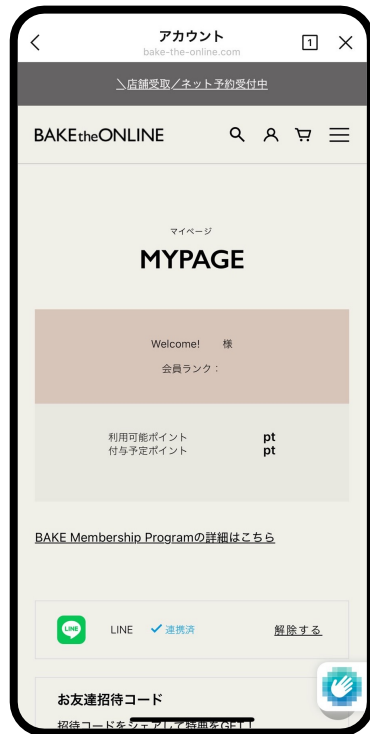 アカウント
bake-the-online.com
1
＼店舗受取／ネット予約受付中
BAKE the ONLINE
マイページ
MYPAGE
Welcome! 様
会員ランク：
利用可能ポイント pt
付与予定ポイント pt
BAKE Membership Programの詳細はこちら
LINE LINE 連携済 解除する
お友達招待コード
招待コードをシェアして特典をGET！